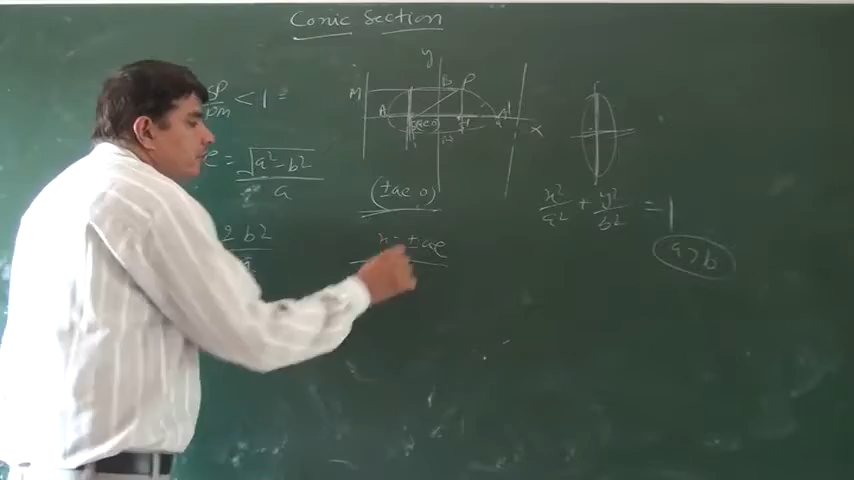 Conic Section
y
M
B
P
SP/PM < 1 =
A
A'
x
e = √(a² - b²)/a
(±ae, 0)
x²/a² + y²/b² = 1
2b²
x = ±ae
a > b